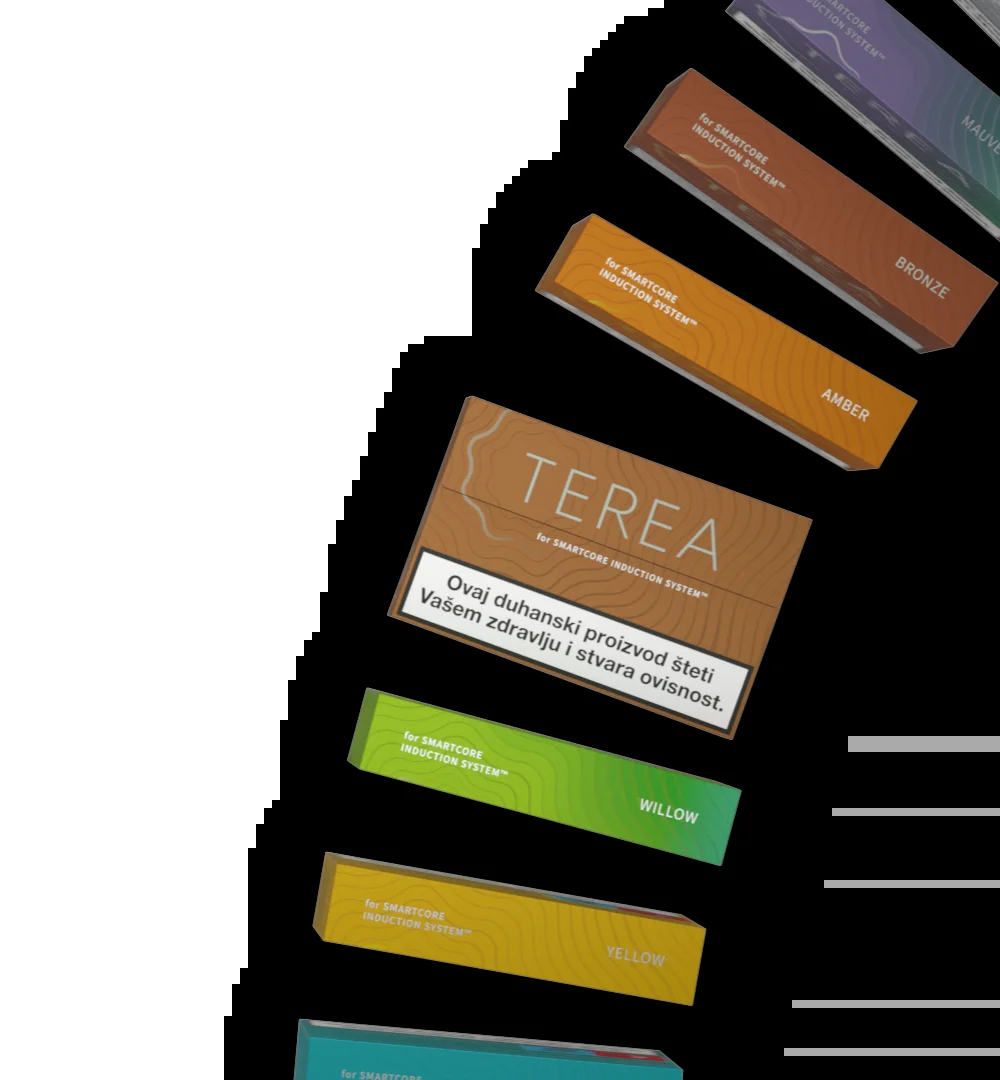 for SMARTCORE
INDUCTION SYSTEM™
TEREA
MAUVE
for SMARTCORE
INDUCTION SYSTEM™
TEREA
BRONZE
for SMARTCORE
INDUCTION SYSTEM™
AMBER
TEREA
for SMARTCORE INDUCTION SYSTEM™
Ovaj duhanski proizvod šteti
Vašem zdravlju i stvara ovisnost.
for SMARTCORE
INDUCTION SYSTEM™
WILLOW
for SMARTCORE
INDUCTION SYSTEM™
YELLOW
for SMARTCORE